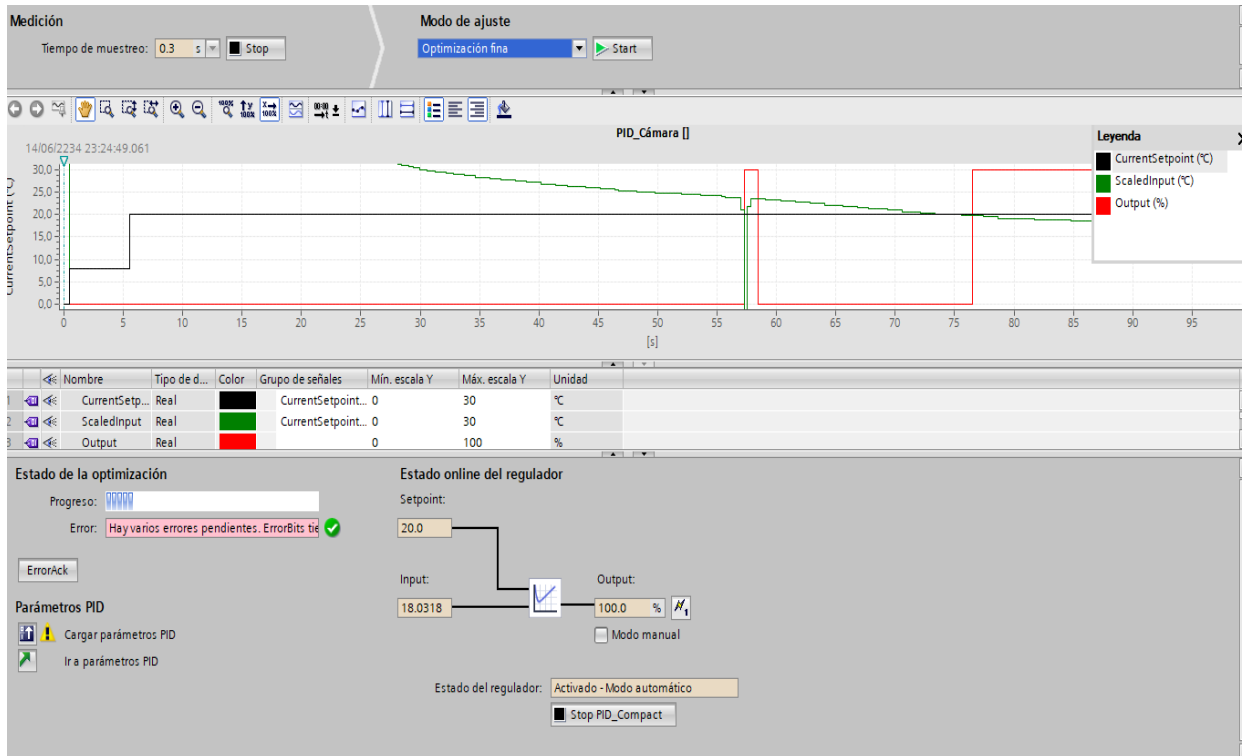 Medición
Modo de ajuste
Tiempo de muestreo: 0.3 s Stop
Optimización fina Start
PID_Cámara []
14/06/2234 23:24:49.061
Leyenda
CurrentSetpoint (°C)
ScaledInput (°C)
Output (%)
CurrentSetpoint (°C)
30,0
25,0
20,0
15,0
10,0
5,0
0,0
0 5 10 15 20 25 30 35 40 45 50 55 60 65 70 75 80 85 90 95
[s]
Nombre Tipo de d... Color Grupo de señales Mín. escala Y Máx. escala Y Unidad
1 CurrentSetp... Real CurrentSetpoint... 0 30 °C
2 ScaledInput Real CurrentSetpoint... 0 30 °C
3 Output Real 0 100 %
Estado de la optimización
Progreso:
Error: Hay varios errores pendientes. ErrorBits tie
ErrorAck
Parámetros PID
Cargar parámetros PID
Ir a parámetros PID
Estado online del regulador
Setpoint:
20.0
Input:
18.0318
Output:
100.0 %
Modo manual
Estado del regulador: Activado - Modo automático
Stop PID_Compact